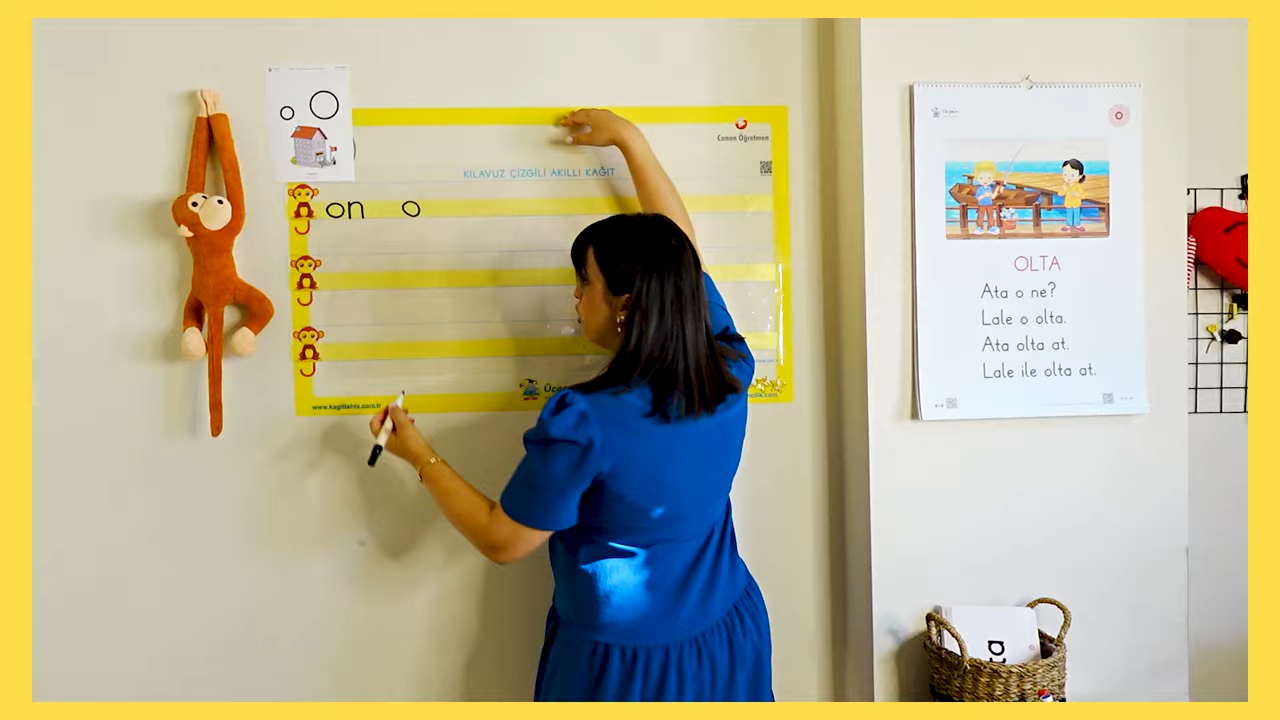 Canan Öğretmen
KILAVUZ ÇİZGİLİ AKILLI KAĞIT
on o
www.kagittahta.com.tr
o
OLTA
Ata o ne?
Lale o olta.
Ata olta at.
Lale ile olta at.
ta